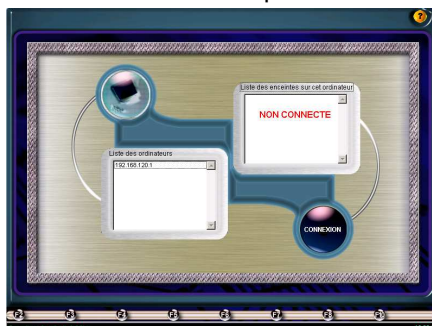 ?
Liste des enceintes sur cet ordinateur
NON CONNECTE
Liste des ordinateurs
192.168.120.1
CONNEXION